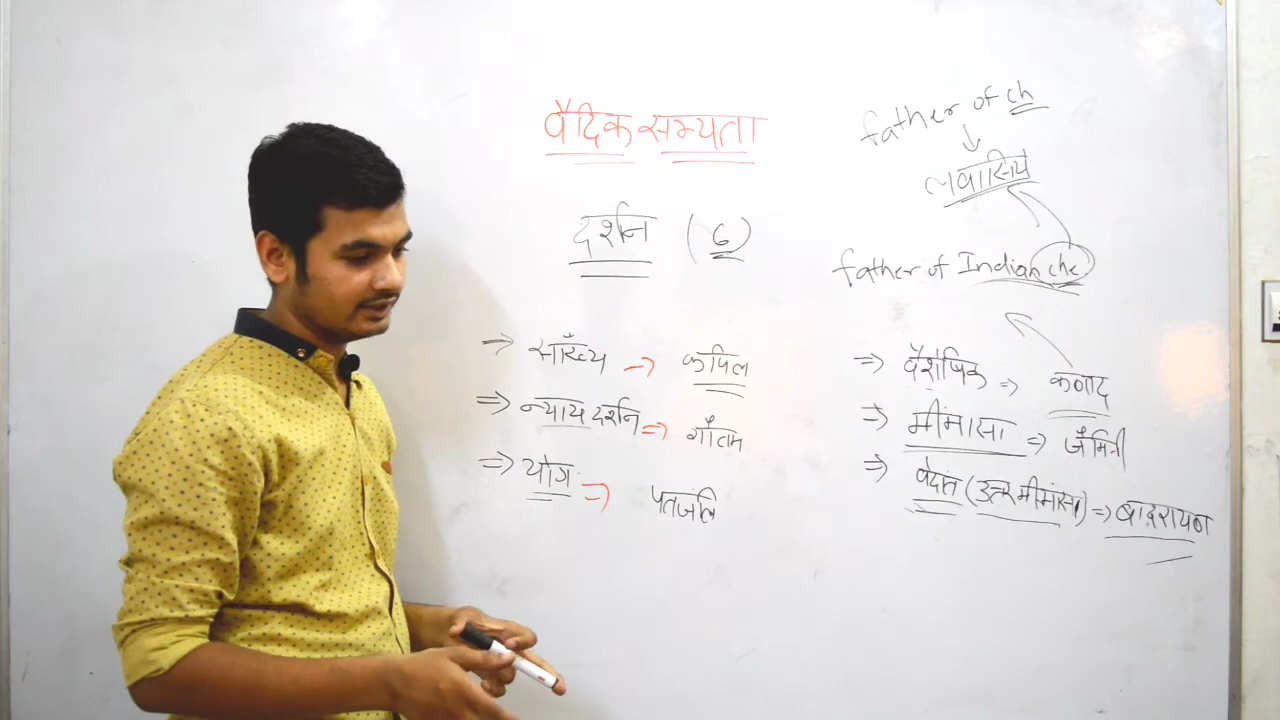 वैदिक सभ्यता
दर्शन (6)
⇒ साँख्य → कपिल
⇒ न्याय दर्शन ⇒ गौतम
⇒ योग ⇒ पतंजलि
father of ch
↓
लवासिये
father of Indian che
⇒ वैशेषिक ⇒ कणाद
⇒ मीमांसा ⇒ जैमिनी
⇒ वेदांत (उत्तर मीमांसा) ⇒ बादरायण